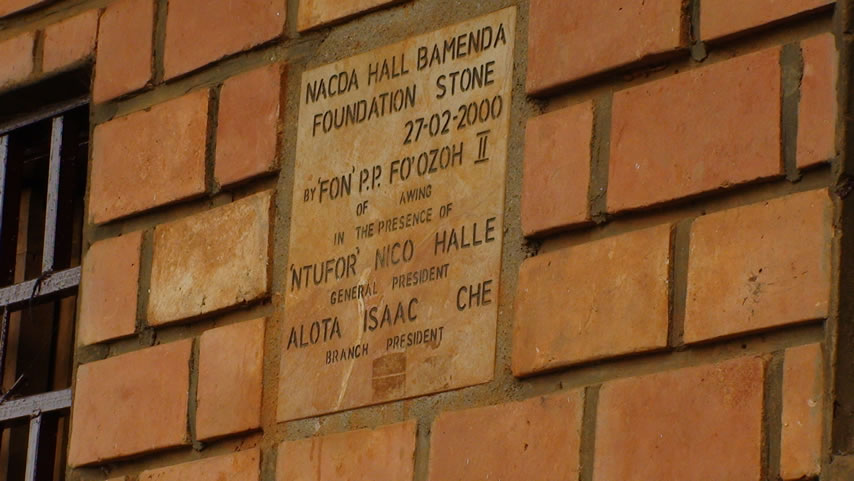 NACDA HALL BAMENDA
FOUNDATION STONE
27-02-2000
BY 'FON' P.P. FO'OZOH II
OF AWING
IN THE PRESENCE OF
'NTUFOR' NICO HALLE
GENERAL PRESIDENT
ALOTA ISAAC CHE
BRANCH PRESIDENT